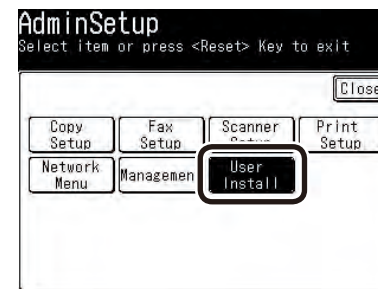 AdminSetup
Select item or press <Reset> Key to exit
Close
Copy Setup
Fax Setup
Scanner
Print Setup
Network Menu
Managemen
User Install